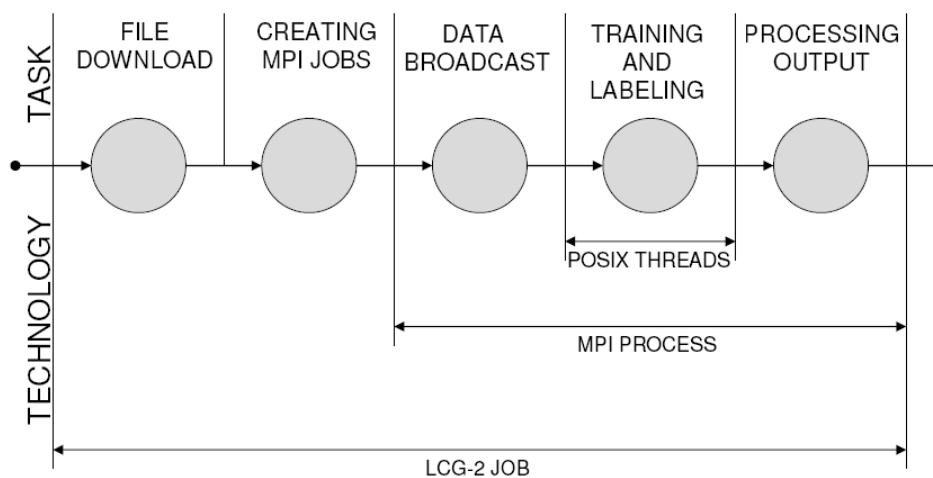 TASK
FILE
DOWNLOAD
CREATING
MPI JOBS
DATA
BROADCAST
TRAINING
AND
LABELING
PROCESSING
OUTPUT
TECHNOLOGY
POSIX THREADS
MPI PROCESS
LCG-2 JOB